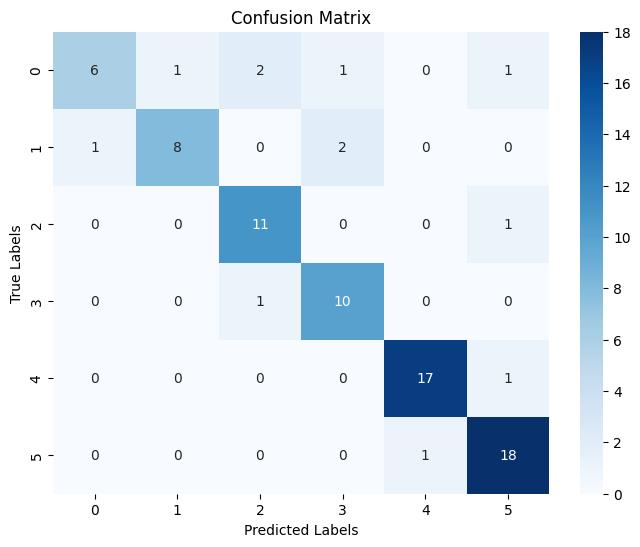 Confusion Matrix
True Labels
0 6 1 2 1 0 1
1 1 8 0 2 0 0
2 0 0 11 0 0 1
3 0 0 1 10 0 0
4 0 0 0 0 17 1
5 0 0 0 0 1 18
0 1 2 3 4 5
Predicted Labels
18
16
14
12
10
8
6
4
2
0